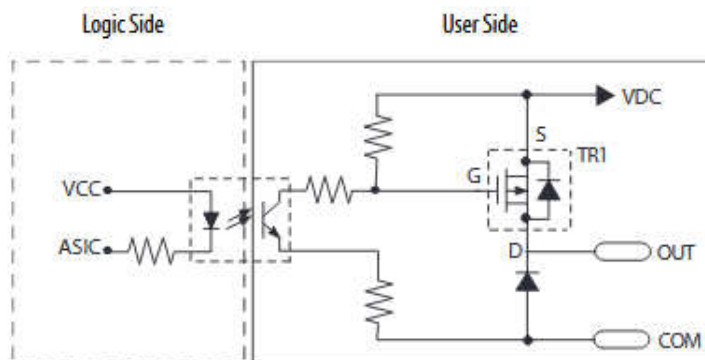 Logic Side
User Side
VDC
S
TR1
G
VCC
ASIC
D
OUT
COM